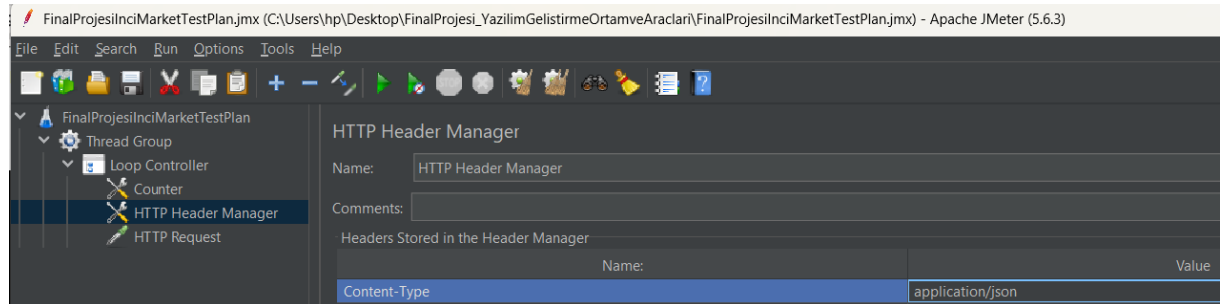 FinalProjesiInciMarketTestPlan.jmx (C:\Users\hp\Desktop\FinalProjesi_YazilimGelistirmeOrtamveAraclari\FinalProjesiInciMarketTestPlan.jmx) - Apache JMeter (5.6.3)
File Edit Search Run Options Tools Help
FinalProjesiInciMarketTestPlan
Thread Group
Loop Controller
Counter
HTTP Header Manager
HTTP Request
HTTP Header Manager
Name: HTTP Header Manager
Comments:
Headers Stored in the Header Manager
Name: Value
Content-Type application/json